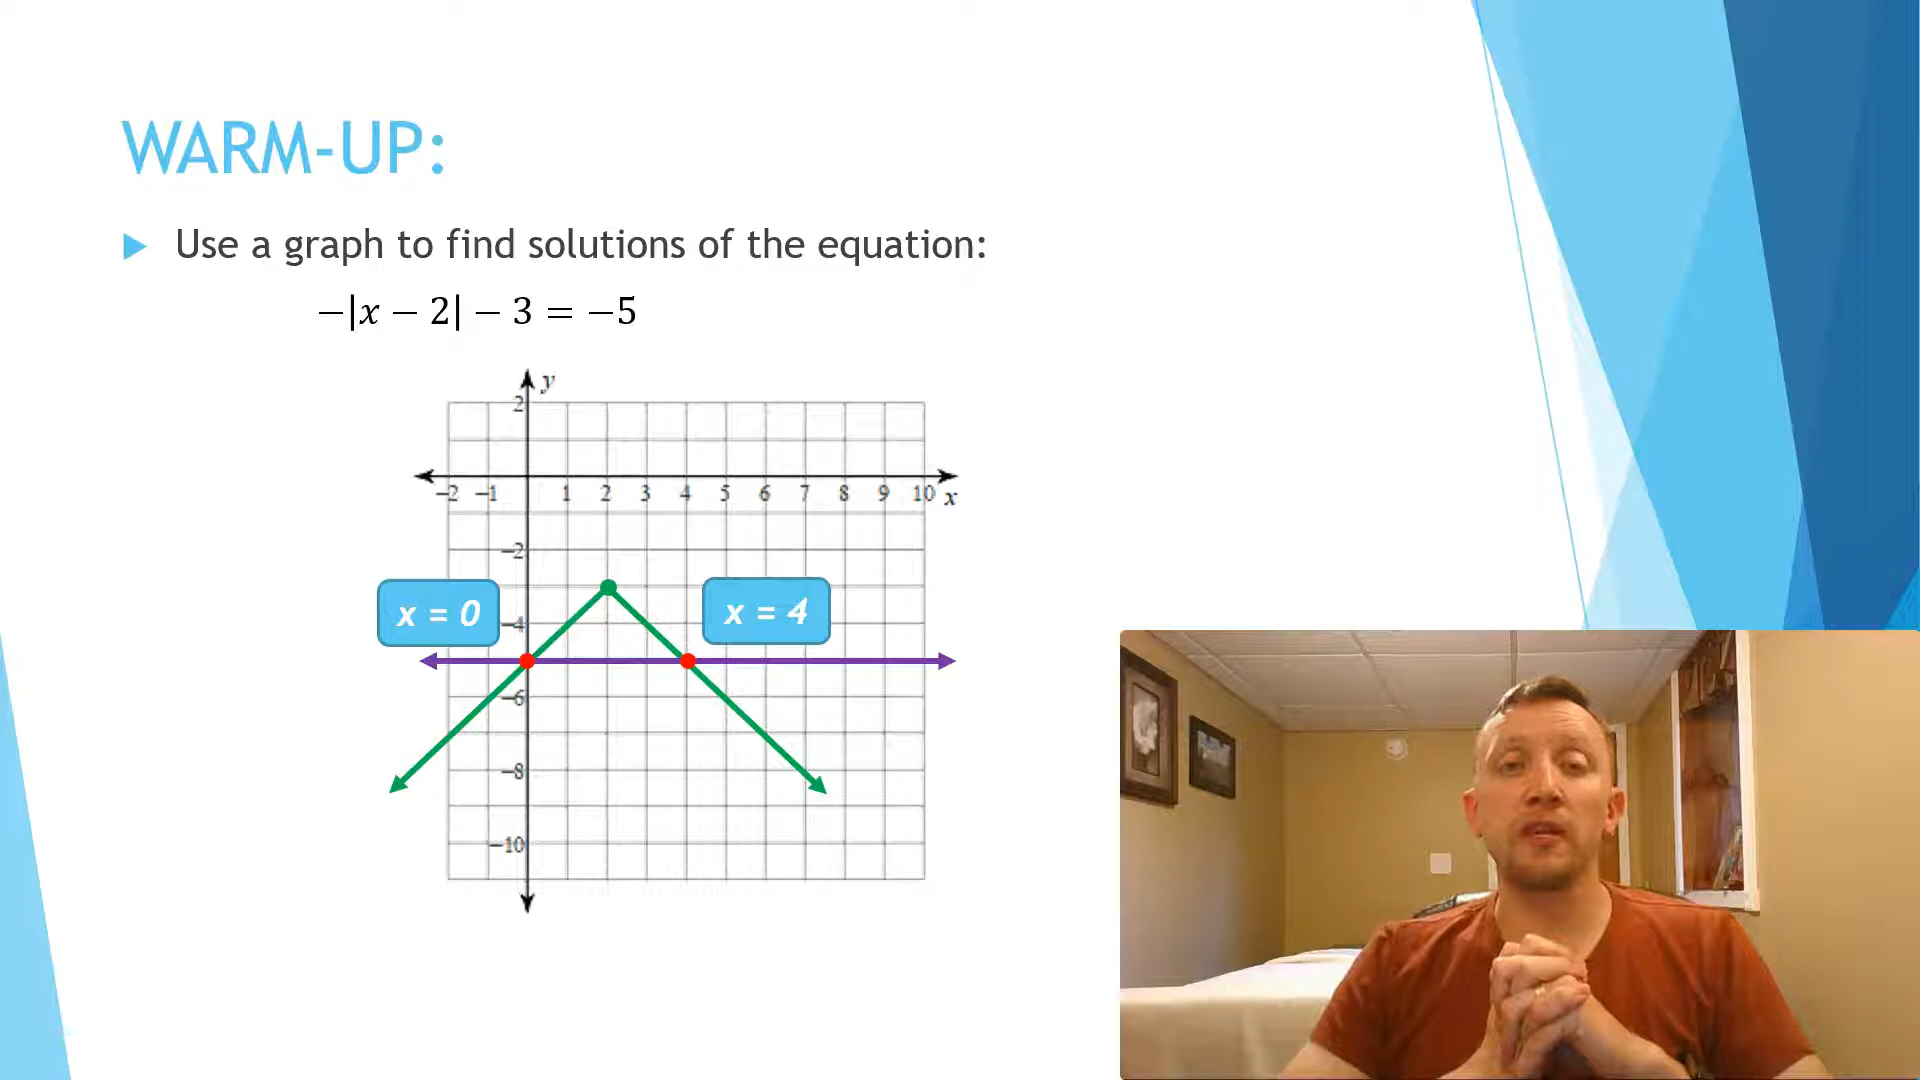 WARM-UP:
Use a graph to find solutions of the equation:
−|x − 2| − 3 = −5
y
2
−2 −1 1 2 3 4 5 6 7 8 9 10 x
−2
x = 0
x = 4
−4
−6
−8
−10